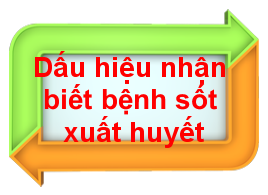 Dấu hiệu nhận
biết bệnh sốt
xuất huyết